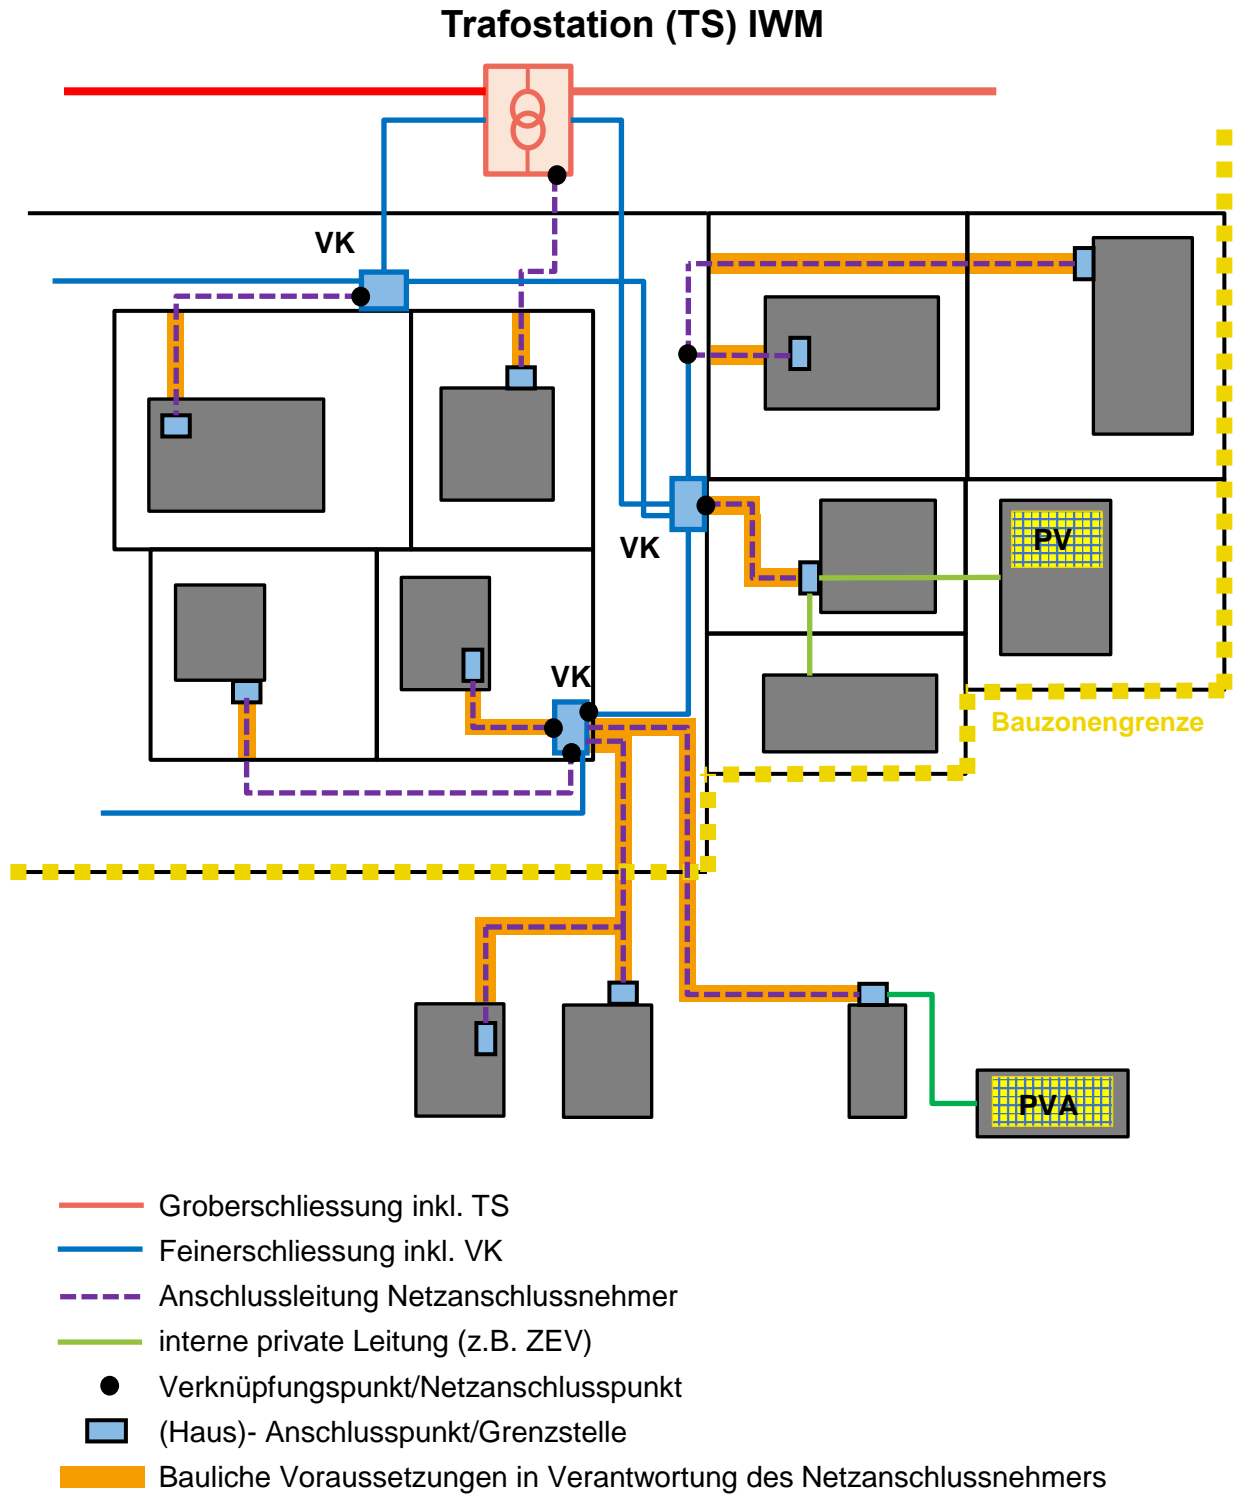 Trafostation (TS) IWM
VK
VK
PV
VK
Bauzonengrenze
PVA
Groberschliessung inkl. TS
Feinerschliessung inkl. VK
Anschlussleitung Netzanschlussnehmer
interne private Leitung (z.B. ZEV)
Verknüpfungspunkt/Netzanschlusspunkt
(Haus)- Anschlusspunkt/Grenzstelle
Bauliche Voraussetzungen in Verantwortung des Netzanschlussnehmers